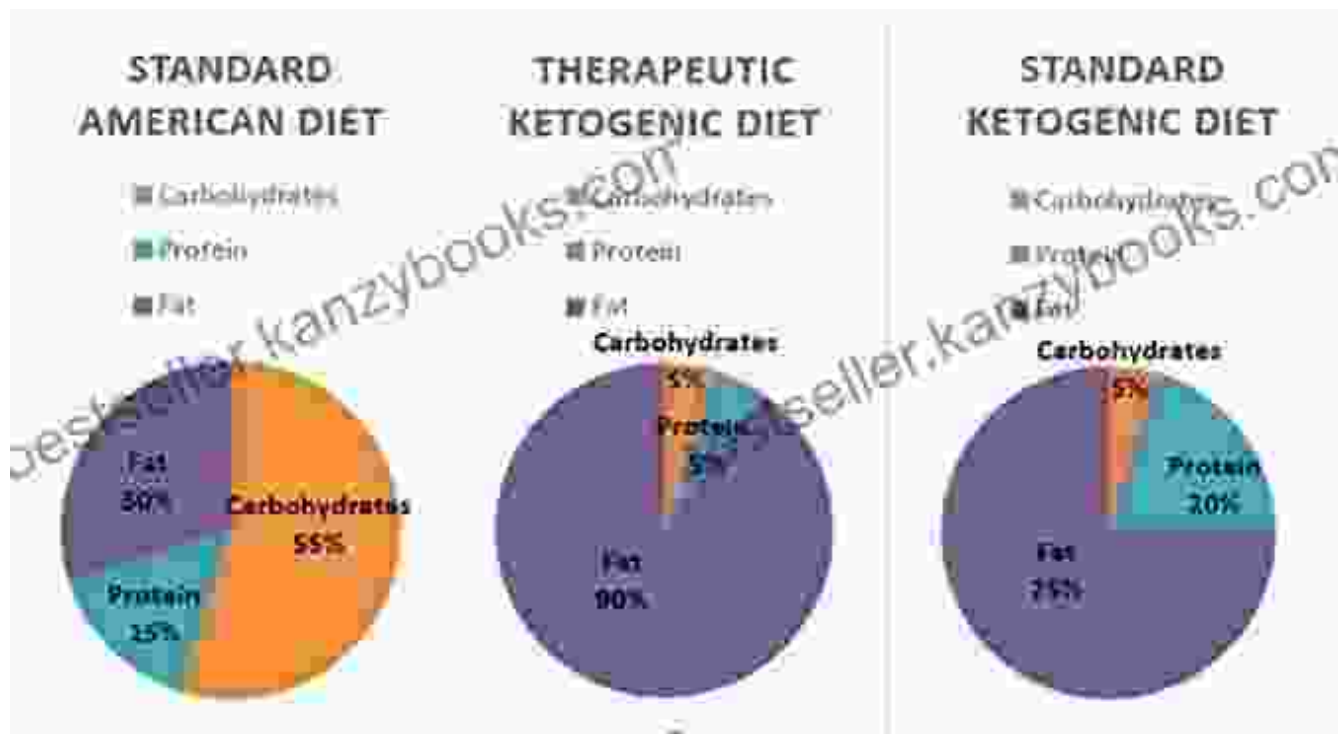 STANDARD
AMERICAN DIET
Carbohydrates
Protein
Fat
Fat
30%
Carbohydrates
55%
Protein
15%
THERAPEUTIC
KETOGENIC DIET
Carbohydrates
Protein
Fat
Carbohydrates
5%
Protein
5%
Fat
90%
STANDARD
KETOGENIC DIET
Carbohydrates
Protein
Fat
Carbohydrates
5%
Protein
20%
Fat
75%
bestseller.kanzybooks.com
bestseller.kanzybooks.com